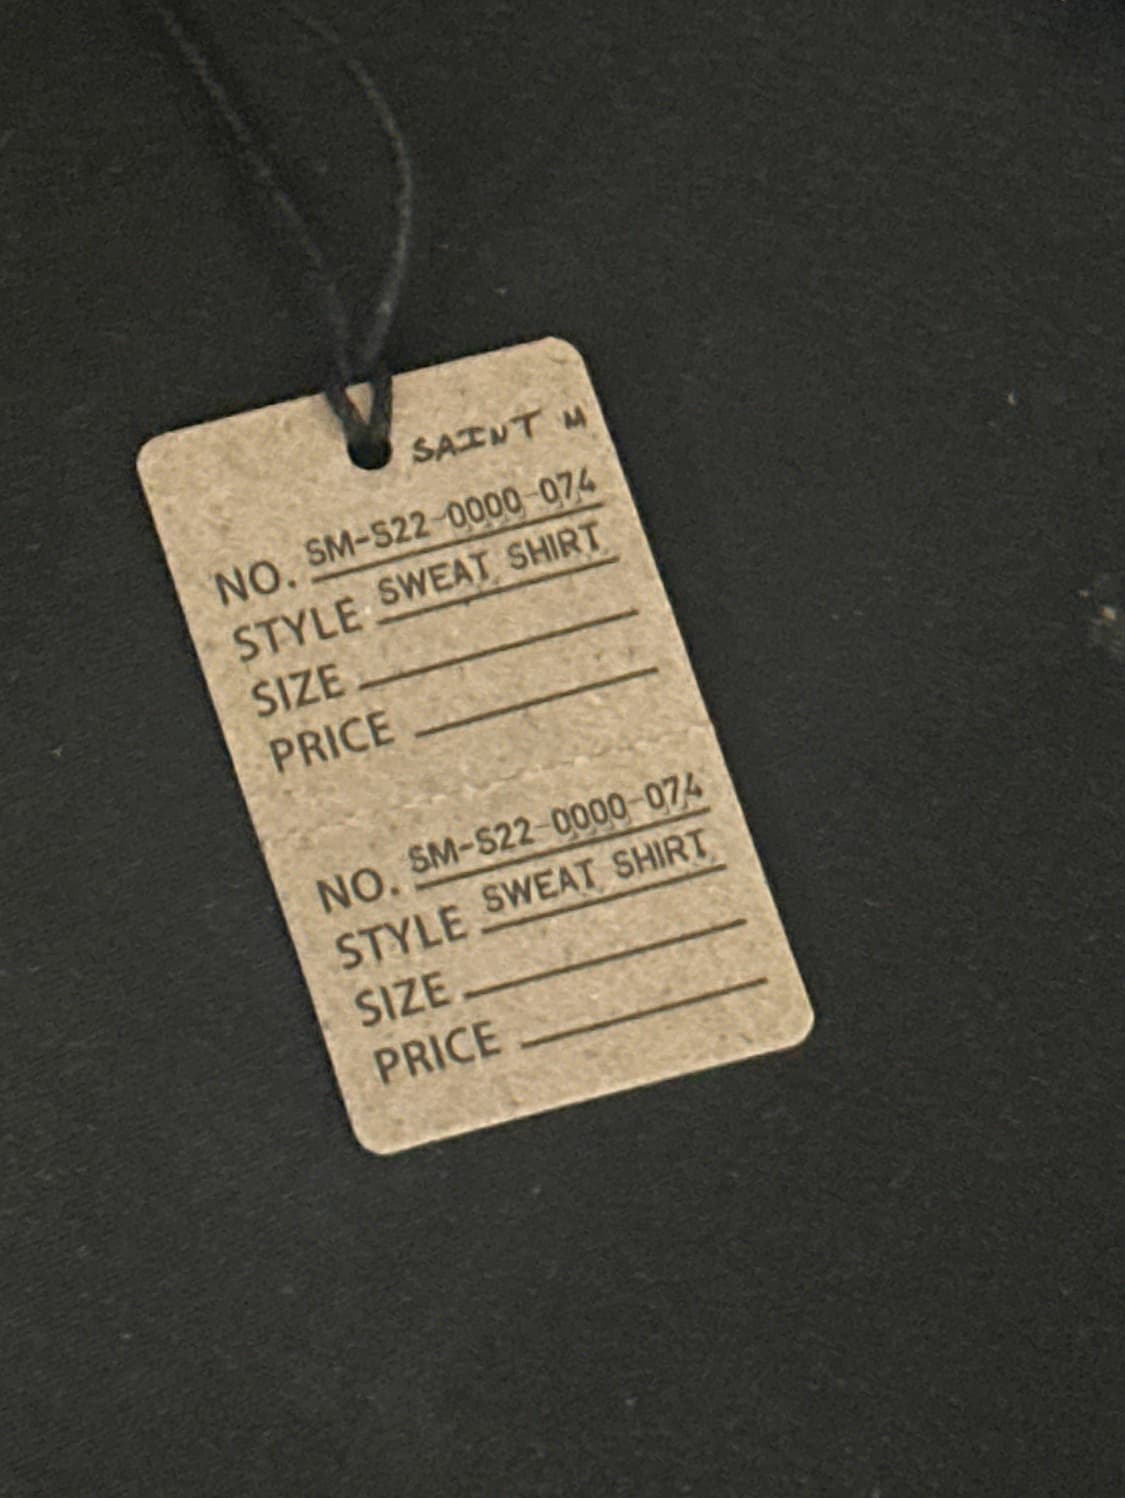 SAINT M
NO. SM-S22-0000-074
STYLE SWEAT SHIRT
SIZE
PRICE
NO. SM-S22-0000-074
STYLE SWEAT SHIRT
SIZE
PRICE